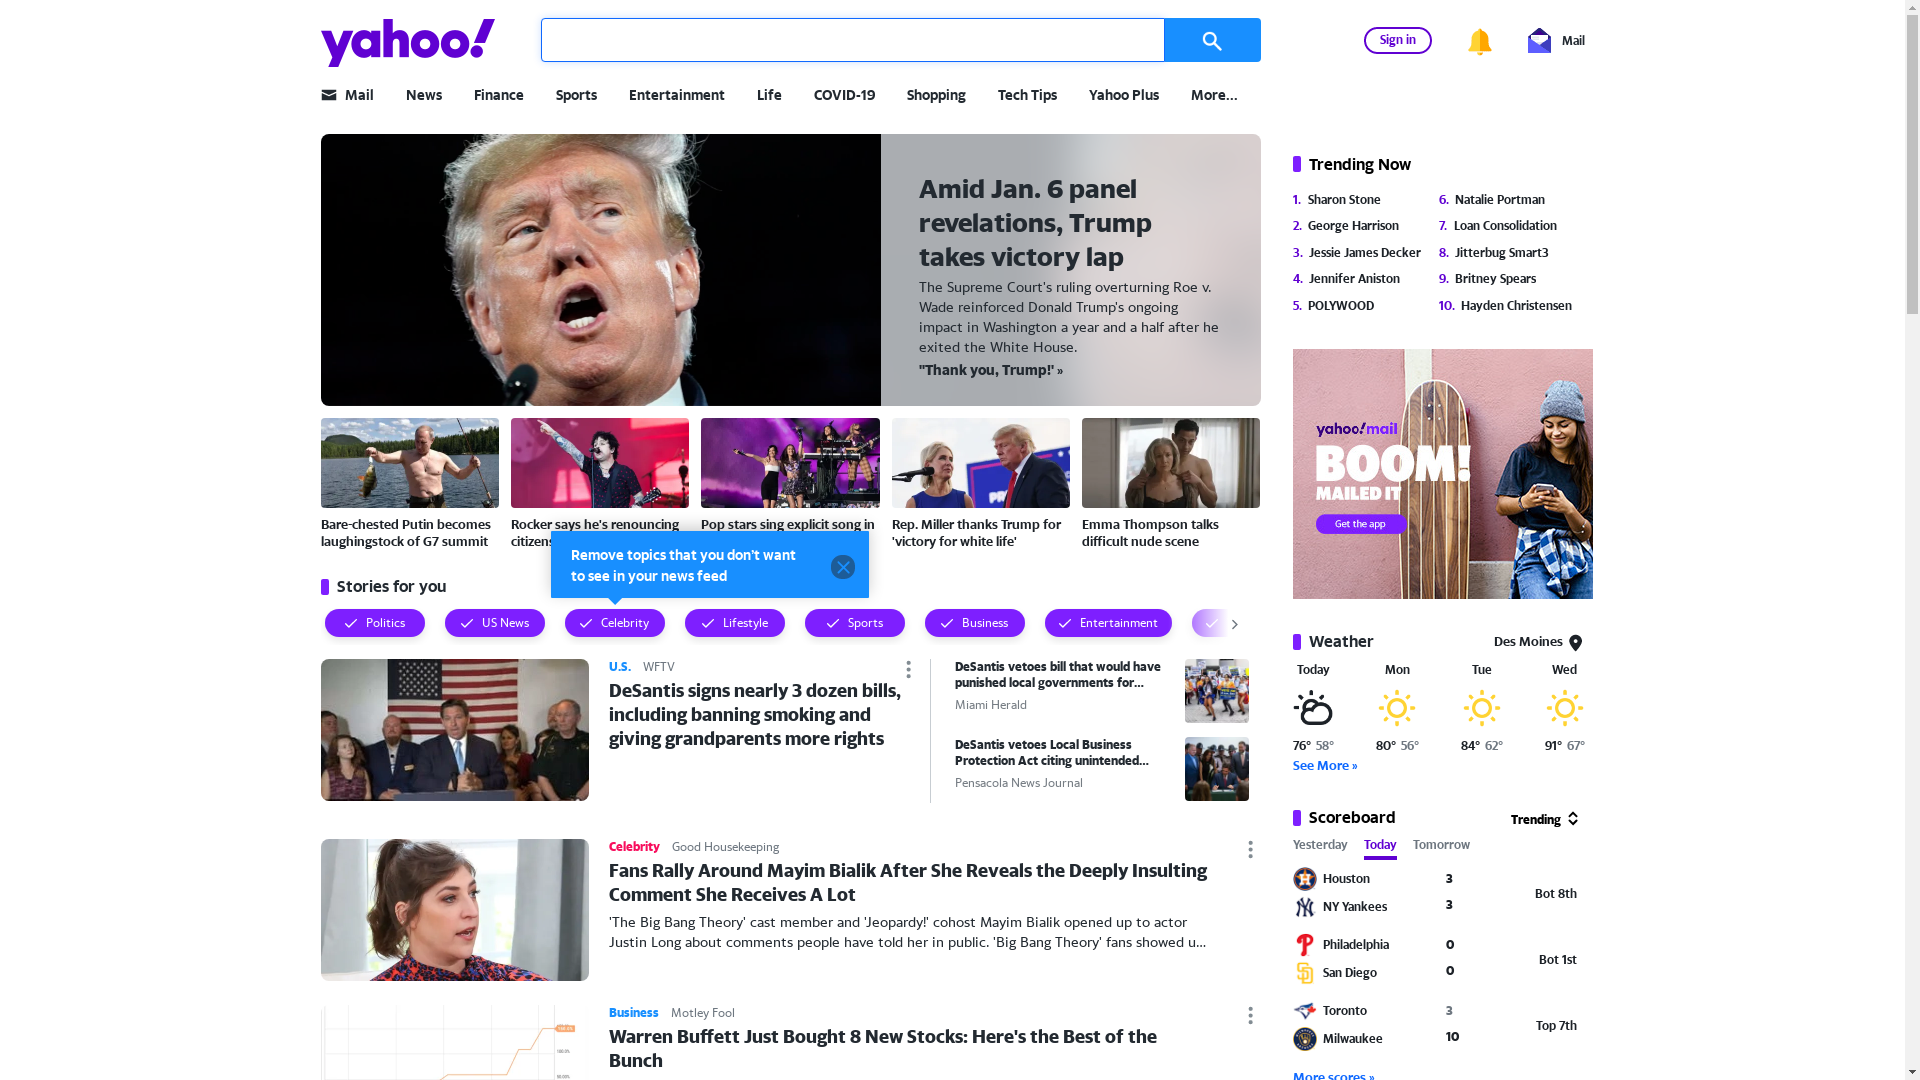 yahoo!
Sign in
Mail
Mail
News
Finance
Sports
Entertainment
Life
COVID-19
Shopping
Tech Tips
Yahoo Plus
More...
Amid Jan. 6 panel
revelations, Trump
takes victory lap
The Supreme Court's ruling overturning Roe v.
Wade reinforced Donald Trump's ongoing
impact in Washington a year and a half after he
exited the White House.
"Thank you, Trump!' »
Bare-chested Putin becomes
laughingstock of G7 summit
Rocker says he's renouncing
citizens
Pop stars sing explicit song in
Rep. Miller thanks Trump for
'victory for white life'
Emma Thompson talks
difficult nude scene
Remove topics that you don't want
to see in your news feed
Stories for you
Politics
US News
Celebrity
Lifestyle
Sports
Business
Entertainment
U.S.
WFTV
DeSantis signs nearly 3 dozen bills,
including banning smoking and
giving grandparents more rights
DeSantis vetoes bill that would have
punished local governments for...
Miami Herald
DeSantis vetoes Local Business
Protection Act citing unintended...
Pensacola News Journal
Celebrity
Good Housekeeping
Fans Rally Around Mayim Bialik After She Reveals the Deeply Insulting
Comment She Receives A Lot
'The Big Bang Theory' cast member and 'Jeopardy!' cohost Mayim Bialik opened up to actor
Justin Long about comments people have told her in public. 'Big Bang Theory' fans showed u...
Business
Motley Fool
Warren Buffett Just Bought 8 New Stocks: Here's the Best of the
Bunch
Trending Now
1. Sharon Stone
2. George Harrison
3. Jessie James Decker
4. Jennifer Aniston
5. POLYWOOD
6. Natalie Portman
7. Loan Consolidation
8. Jitterbug Smart3
9. Britney Spears
10. Hayden Christensen
yahoo!mail
BOOM!
MAILED IT
Get the app
Weather
Des Moines
Today
Mon
Tue
Wed
76° 58°
80° 56°
84° 62°
91° 67°
See More »
Scoreboard
Trending
Yesterday
Today
Tomorrow
Houston 3
NY Yankees 3
Bot 8th
Philadelphia 0
San Diego 0
Bot 1st
Toronto 3
Milwaukee 10
Top 7th
More scores »